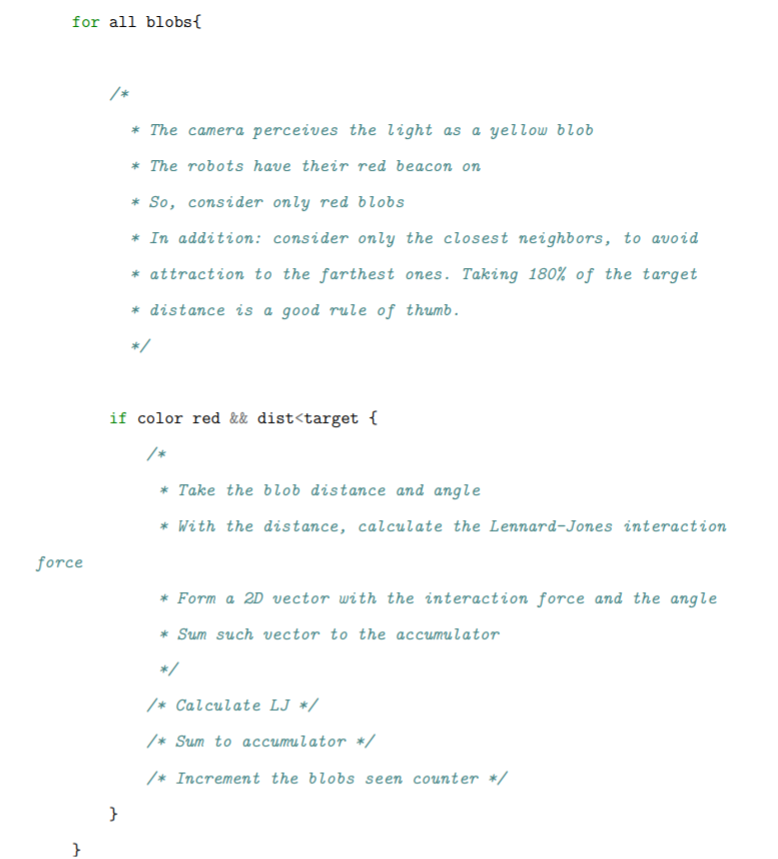 for all blobs{
/*
* The camera perceives the light as a yellow blob
* The robots have their red beacon on
* So, consider only red blobs
* In addition: consider only the closest neighbors, to avoid
* attraction to the farthest ones. Taking 180% of the target
* distance is a good rule of thumb.
*/
if color red && dist<target {
/*
* Take the blob distance and angle
* With the distance, calculate the Lennard-Jones interaction
force
* Form a 2D vector with the interaction force and the angle
* Sum such vector to the accumulator
*/
/* Calculate LJ */
/* Sum to accumulator */
/* Increment the blobs seen counter */
}
}